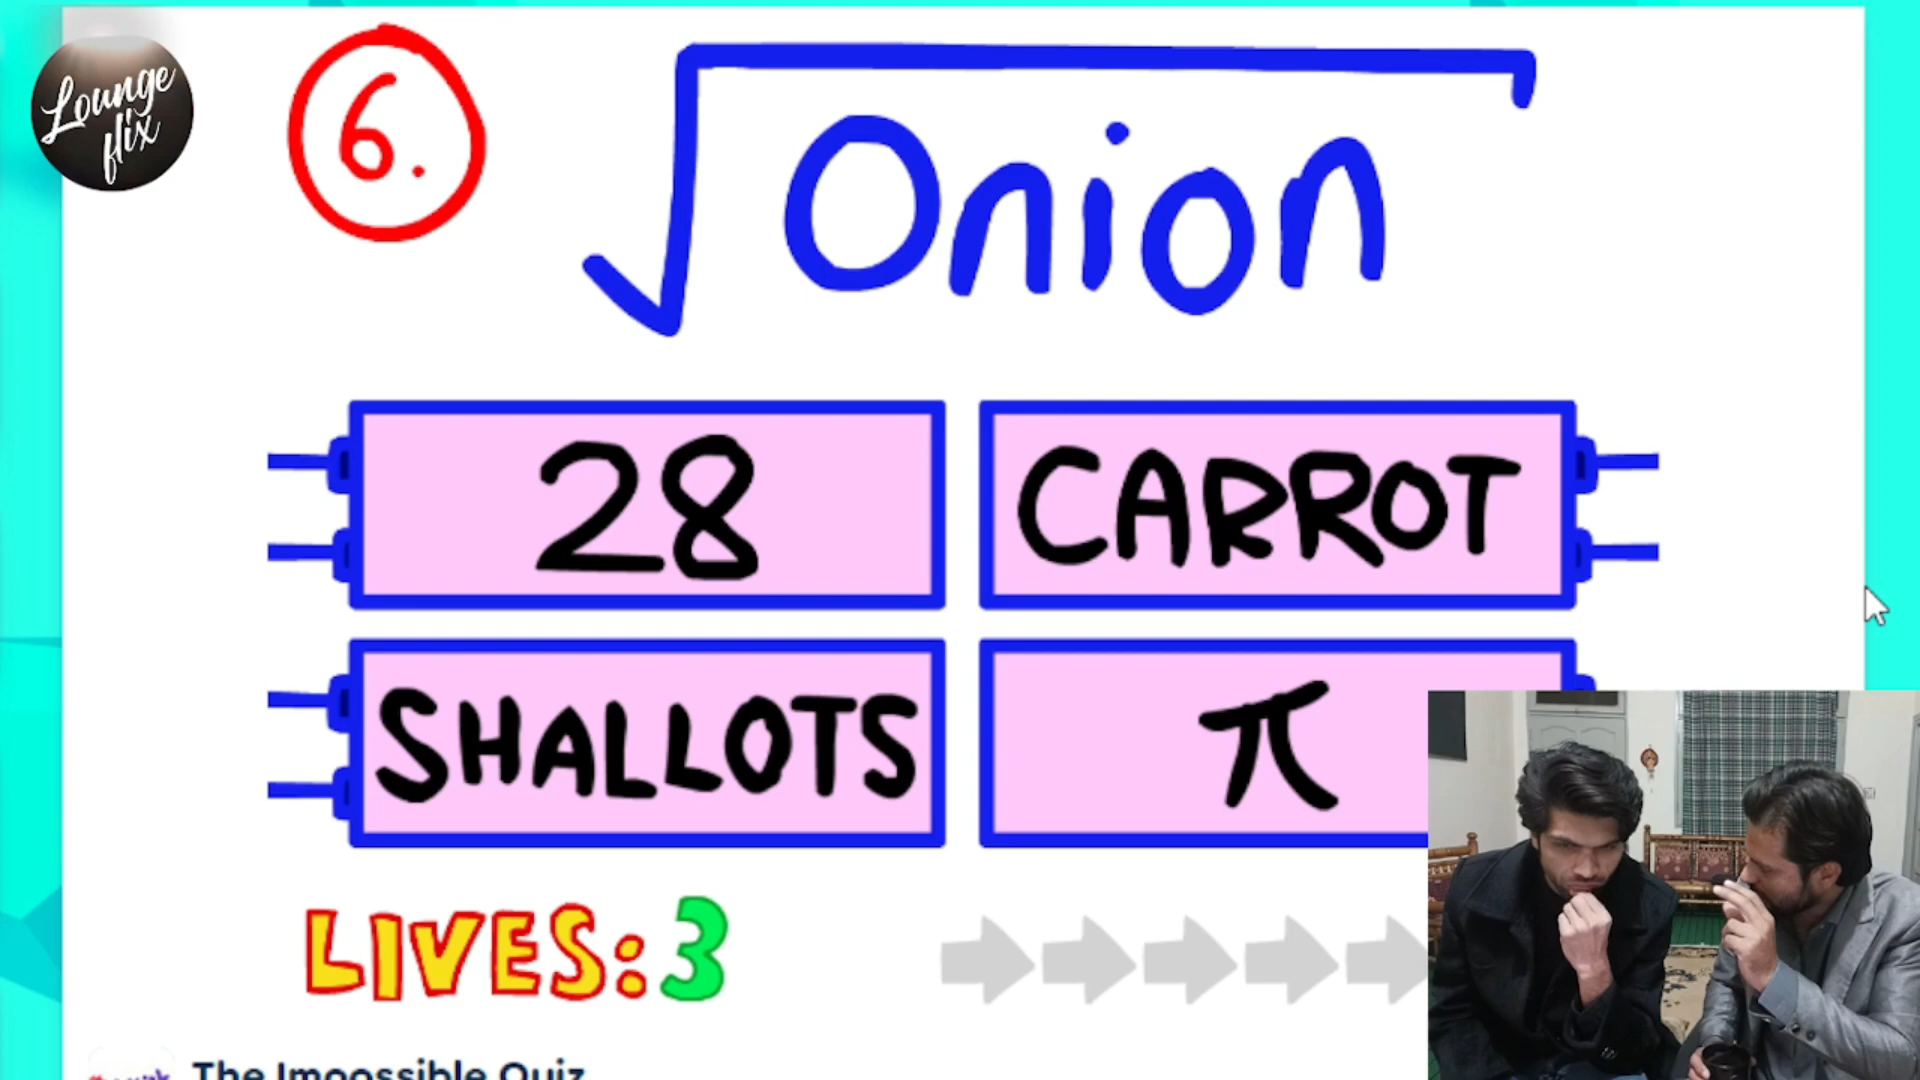 Lounge
flix
6.
√Onion
28
CARROT
SHALLOTS
π
LIVES: 3
The Impossible Quiz